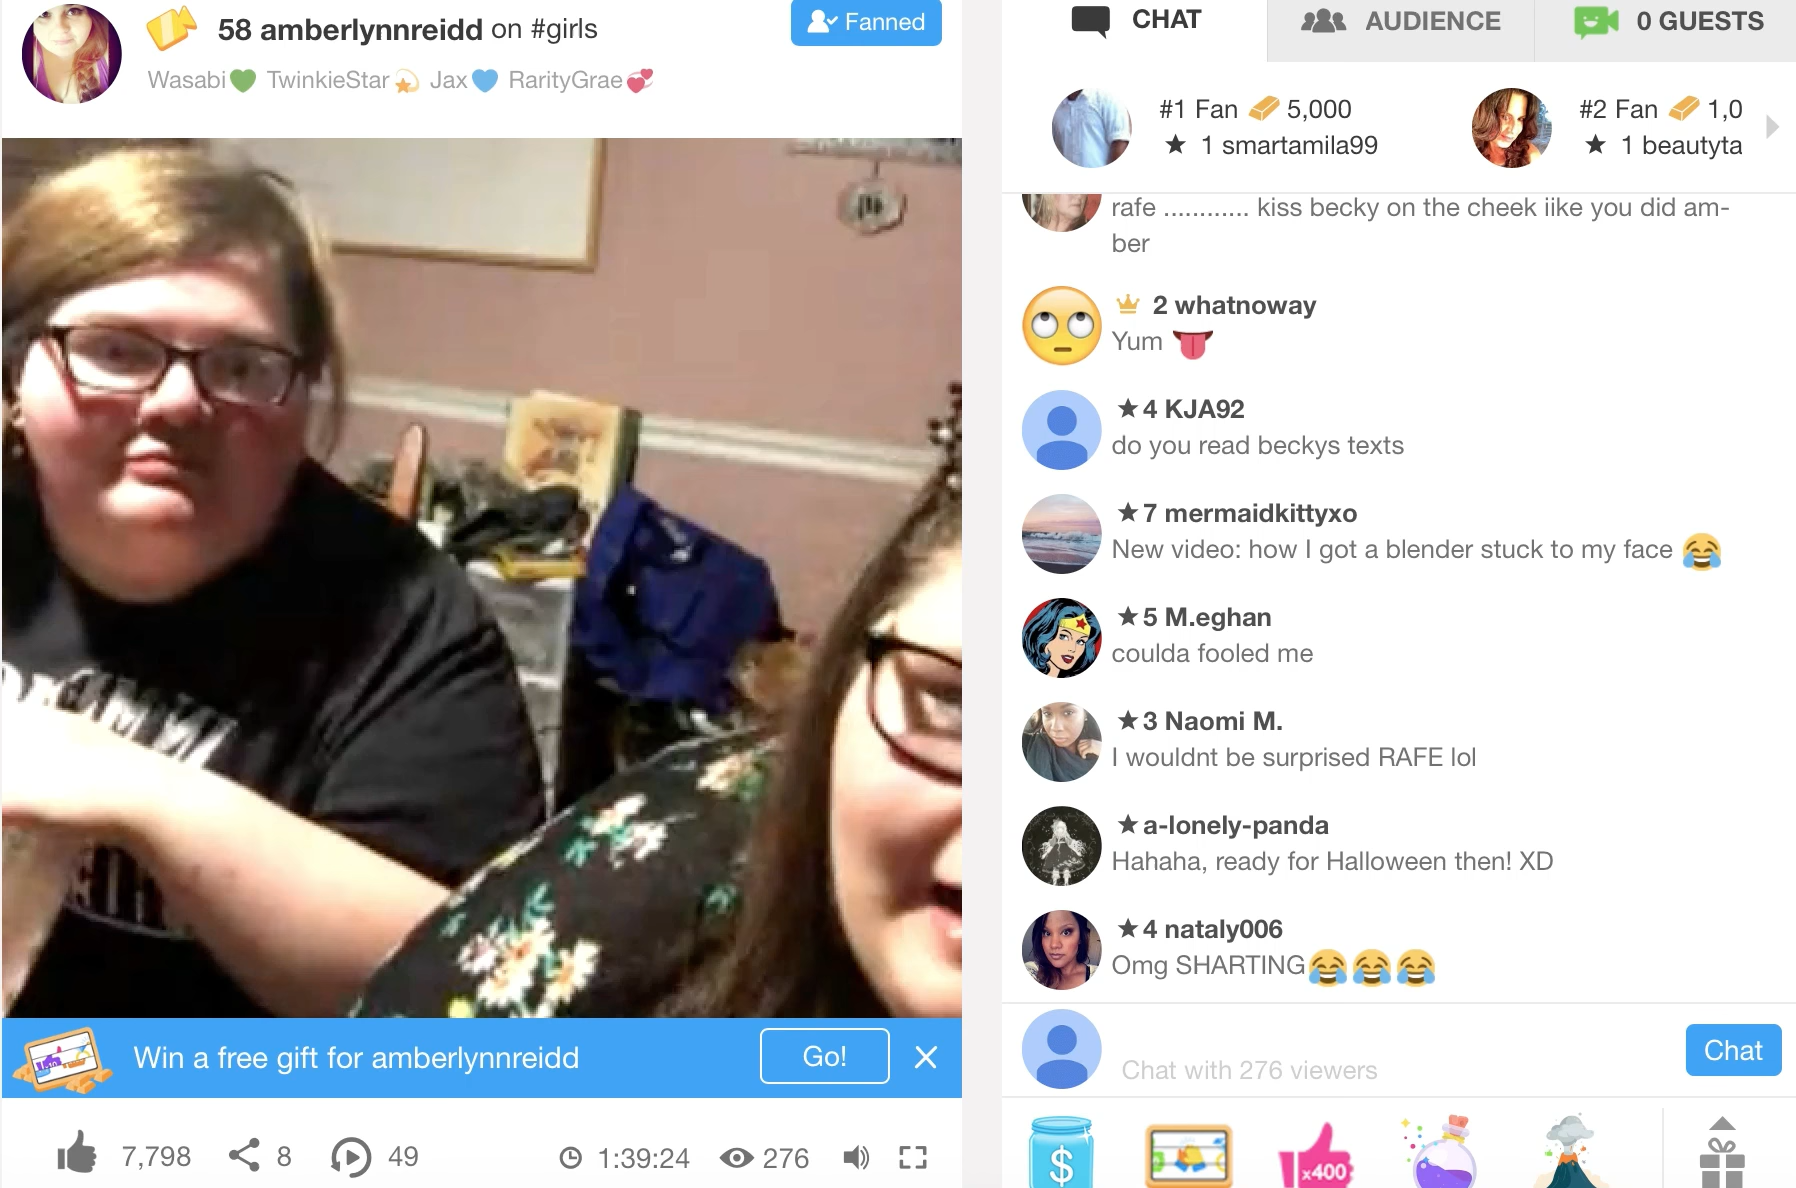 58 amberlynnreidd on #girls
Fanned
Wasabi💚 TwinkieStar💫 Jax💙 RarityGrae💞
Win a free gift for amberlynnreidd
Go!
7,798
8
49
1:39:24
276
CHAT
AUDIENCE
0 GUESTS
#1 Fan 5,000
★ 1 smartamila99
#2 Fan 1,0
★ 1 beautyta
rafe ............ kiss becky on the cheek iike you did am-
ber
2 whatnoway
Yum 👅
★4 KJA92
do you read beckys texts
★7 mermaidkittyxo
New video: how I got a blender stuck to my face 😂
★5 M.eghan
coulda fooled me
★3 Naomi M.
I wouldnt be surprised RAFE lol
★a-lonely-panda
Hahaha, ready for Halloween then! XD
★4 nataly006
Omg SHARTING😂😂😂
Chat with 276 viewers
Chat
$
x400